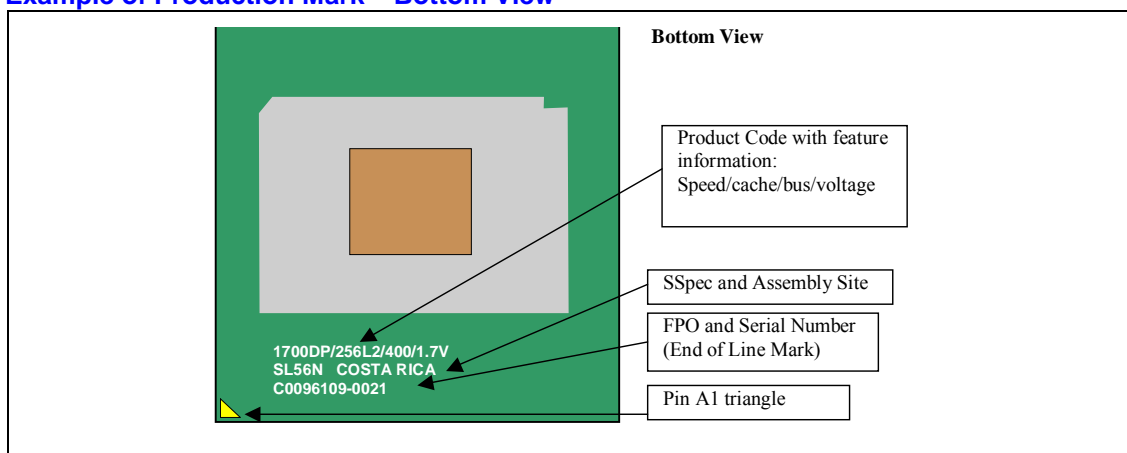 Example of Production Mark – Bottom View
Bottom View
Product Code with feature
information:
Speed/cache/bus/voltage
SSpec and Assembly Site
FPO and Serial Number
(End of Line Mark)
Pin A1 triangle
1700DP/256L2/400/1.7V
SL56N COSTA RICA
C0096109-0021